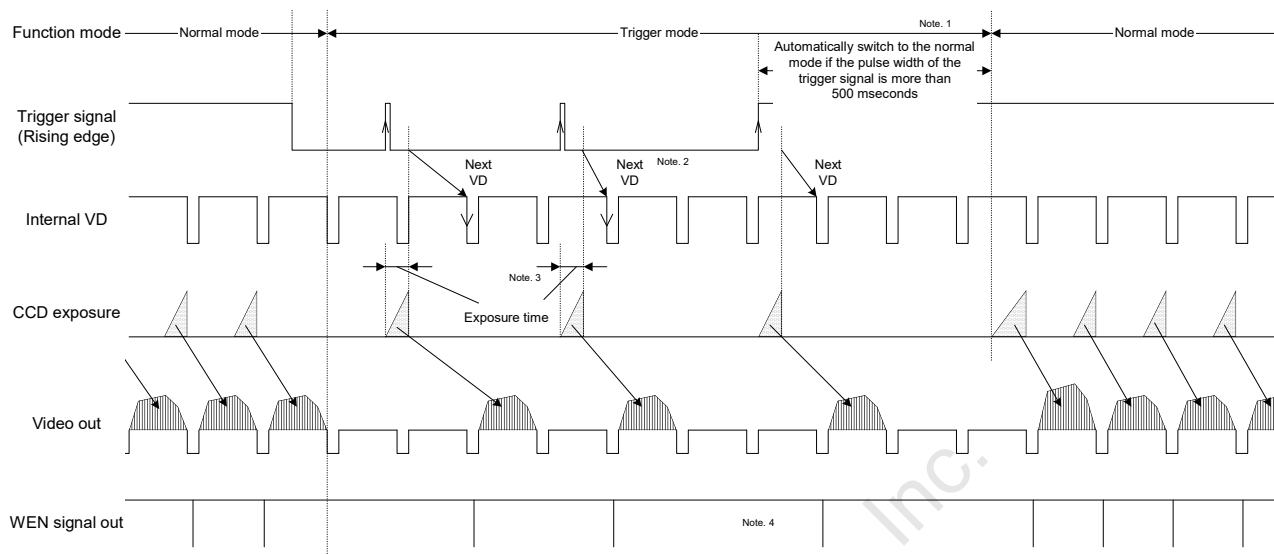 Function mode
Normal mode
Trigger mode
Note. 1
Normal mode
Automatically switch to the normal
mode if the pulse width of the
trigger signal is more than
500 mseconds
Trigger signal
(Rising edge)
Next
VD
Next
VD
Note. 2
Next
VD
Internal VD
Note. 3
CCD exposure
Exposure time
Video out
Inc.
WEN signal out
Note. 4